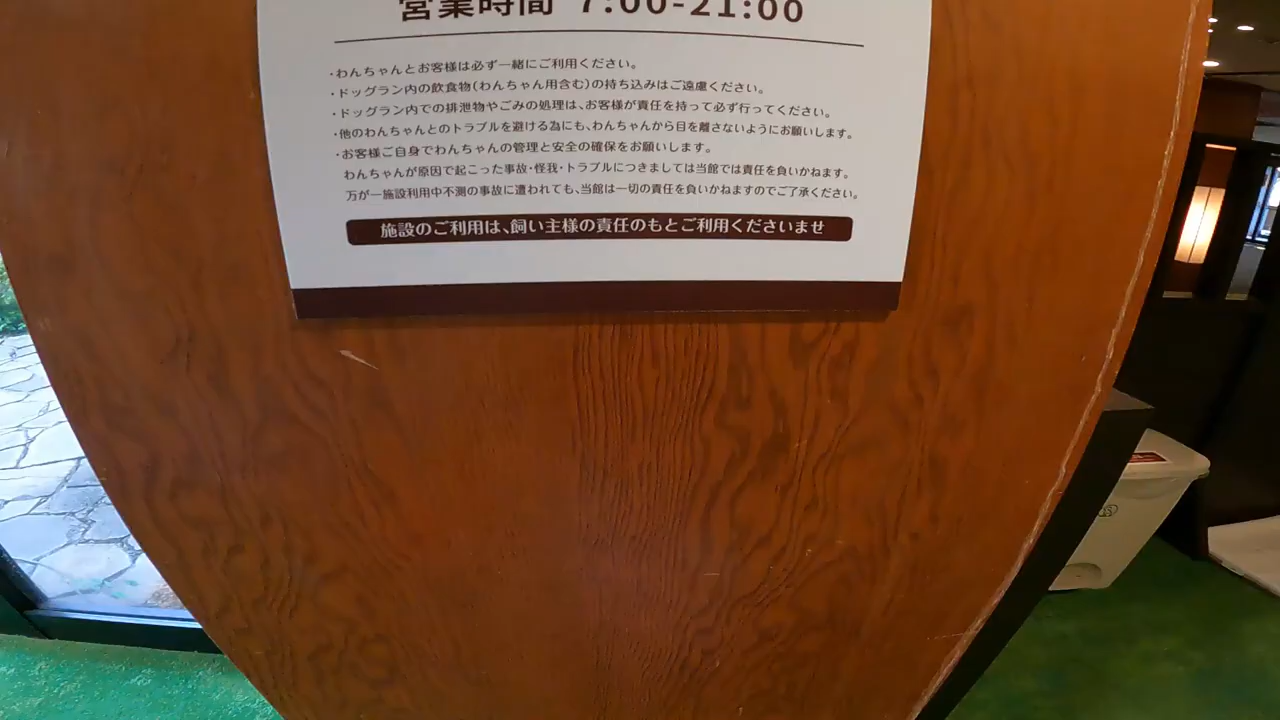 営業時間 7:00-21:00
・わんちゃんとお客様は必ず一緒にご利用ください。
・ドッグラン内の飲食物(わんちゃん用含む)の持ち込みはご遠慮ください。
・ドッグラン内での排泄物やごみの処理は、お客様が責任を持って必ず行ってください。
・他のわんちゃんとのトラブルを避ける為にも、わんちゃんから目を離さないようにお願いします。
・お客様ご自身でわんちゃんの管理と安全の確保をお願いします。
わんちゃんが原因で起こった事故・怪我・トラブルにつきましては当館では責任を負いかねます。
万が一施設利用中不測の事故に遭われても、当館は一切の責任を負いかねますのでご了承ください。
施設のご利用は、飼い主様の責任のもとご利用くださいませ